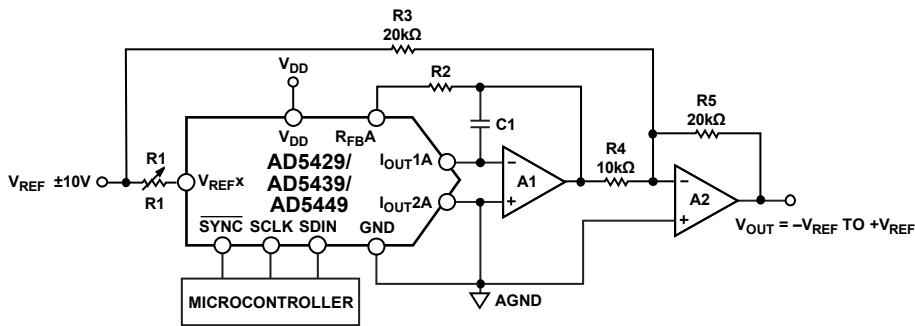 R3
20kΩ
VDD
R2
VDD
RFBA
C1
R5
20kΩ
R1
AD5429/
AD5439/
AD5449
IOUT1A
R4
10kΩ
VREF ±10V
VREFx
A1
A2
R1
IOUT2A
SYNC SCLK SDIN GND
VOUT = –VREF TO +VREF
MICROCONTROLLER
AGND